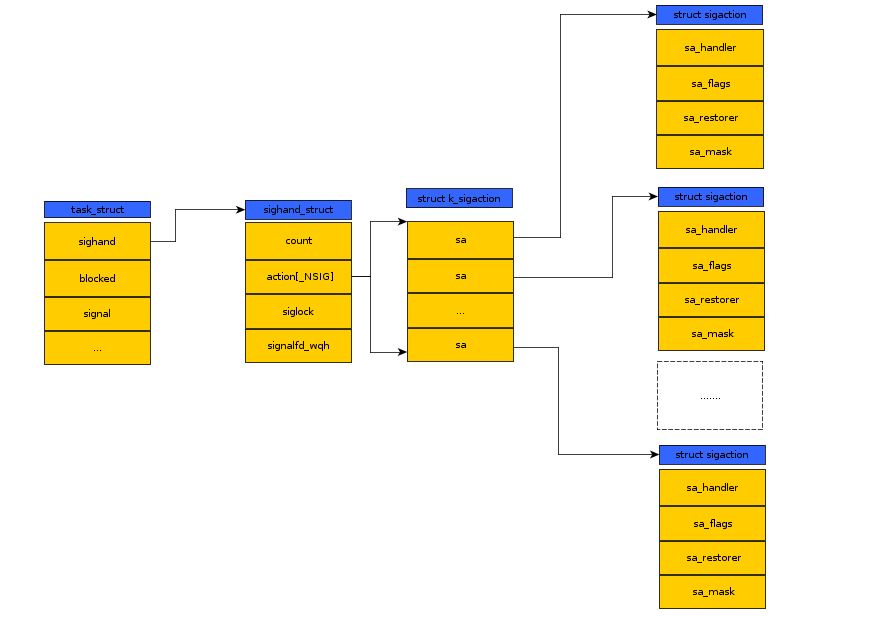 task_struct
sighand
blocked
signal
...
sighand_struct
count
action[_NSIG]
siglock
signalfd_wqh
struct k_sigaction
sa
sa
...
sa
struct sigaction
sa_handler
sa_flags
sa_restorer
sa_mask
struct sigaction
sa_handler
sa_flags
sa_restorer
sa_mask
.......
struct sigaction
sa_handler
sa_flags
sa_restorer
sa_mask